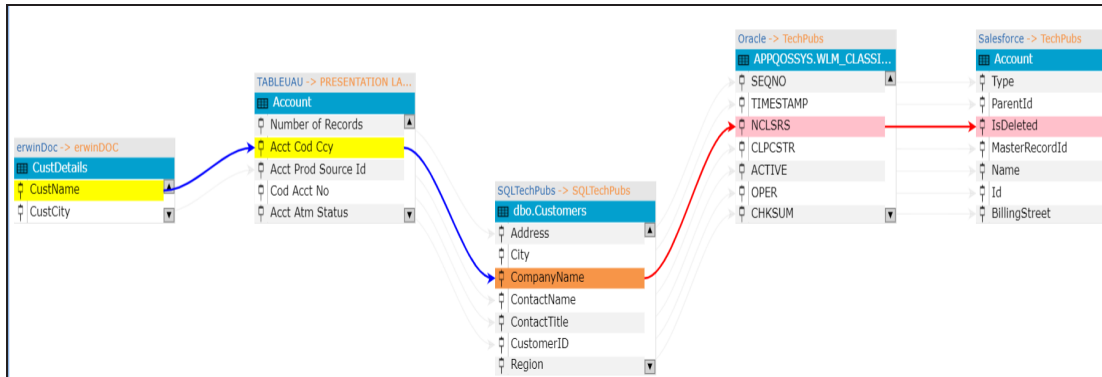 erwinDoc -> erwinDOC
CustDetails
CustName
CustCity
TABLEUAU -> PRESENTATION LA...
Account
Number of Records
Acct Cod Ccy
Acct Prod Source Id
Cod Acct No
Acct Atm Status
SQLTechPubs -> SQLTechPubs
dbo.Customers
Address
City
CompanyName
ContactName
ContactTitle
CustomerID
Region
Oracle -> TechPubs
APPQOSSYS.WLM_CLASSI...
SEQNO
TIMESTAMP
NCLSRS
CLPCSTR
ACTIVE
OPER
CHKSUM
Salesforce -> TechPubs
Account
Type
ParentId
IsDeleted
MasterRecordId
Name
Id
BillingStreet